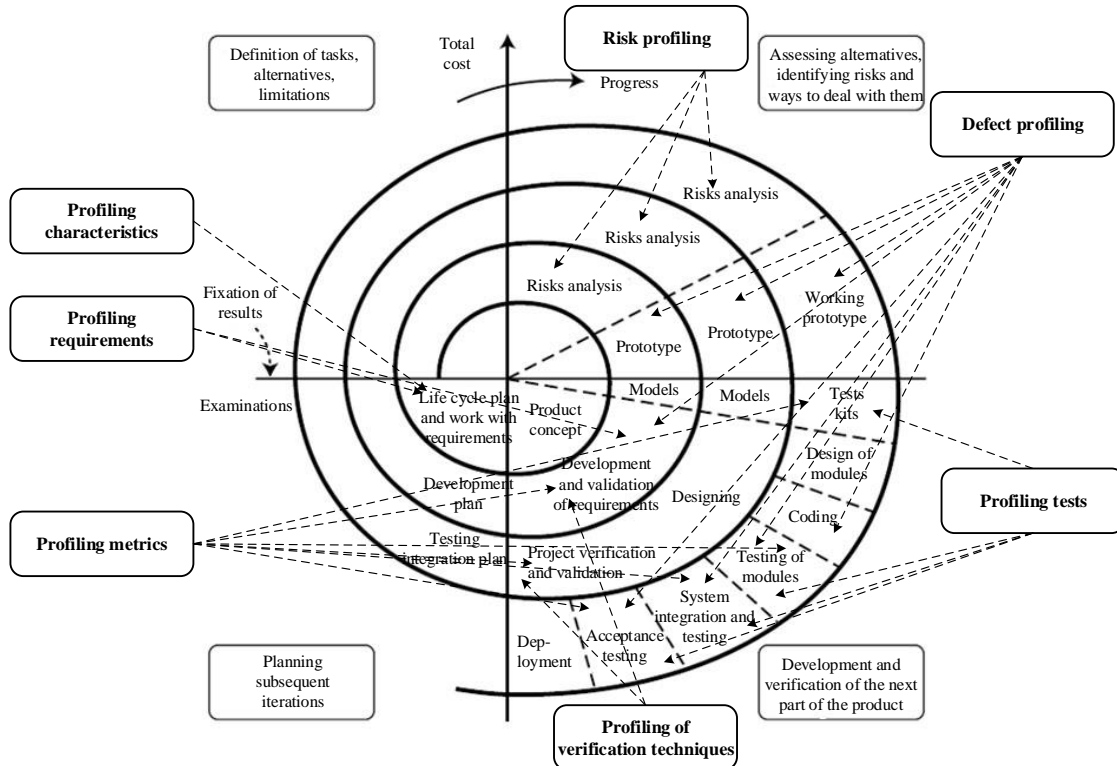 Definition of tasks,
alternatives,
limitations
Total
cost
Progress
Risk profiling
Assessing alternatives,
identifying risks and
ways to deal with them
Defect profiling
Profiling
characteristics
Risks analysis
Risks analysis
Risks analysis
Fixation of
results
Profiling
requirements
Working
prototype
Prototype
Prototype
Examinations
Life cycle plan
and work with
requirements
Product
concept
Models
Models
Tests
kits
Design of
modules
Development
plan
Development
and validation
of requirements
Designing
Coding
Profiling tests
Profiling metrics
Testing
integration plan
Project verification
and validation
Testing of
modules
System
integration and
testing
Acceptance
testing
Dep-
loyment
Planning
subsequent
iterations
Profiling of
verification techniques
Development and
verification of the next
part of the product